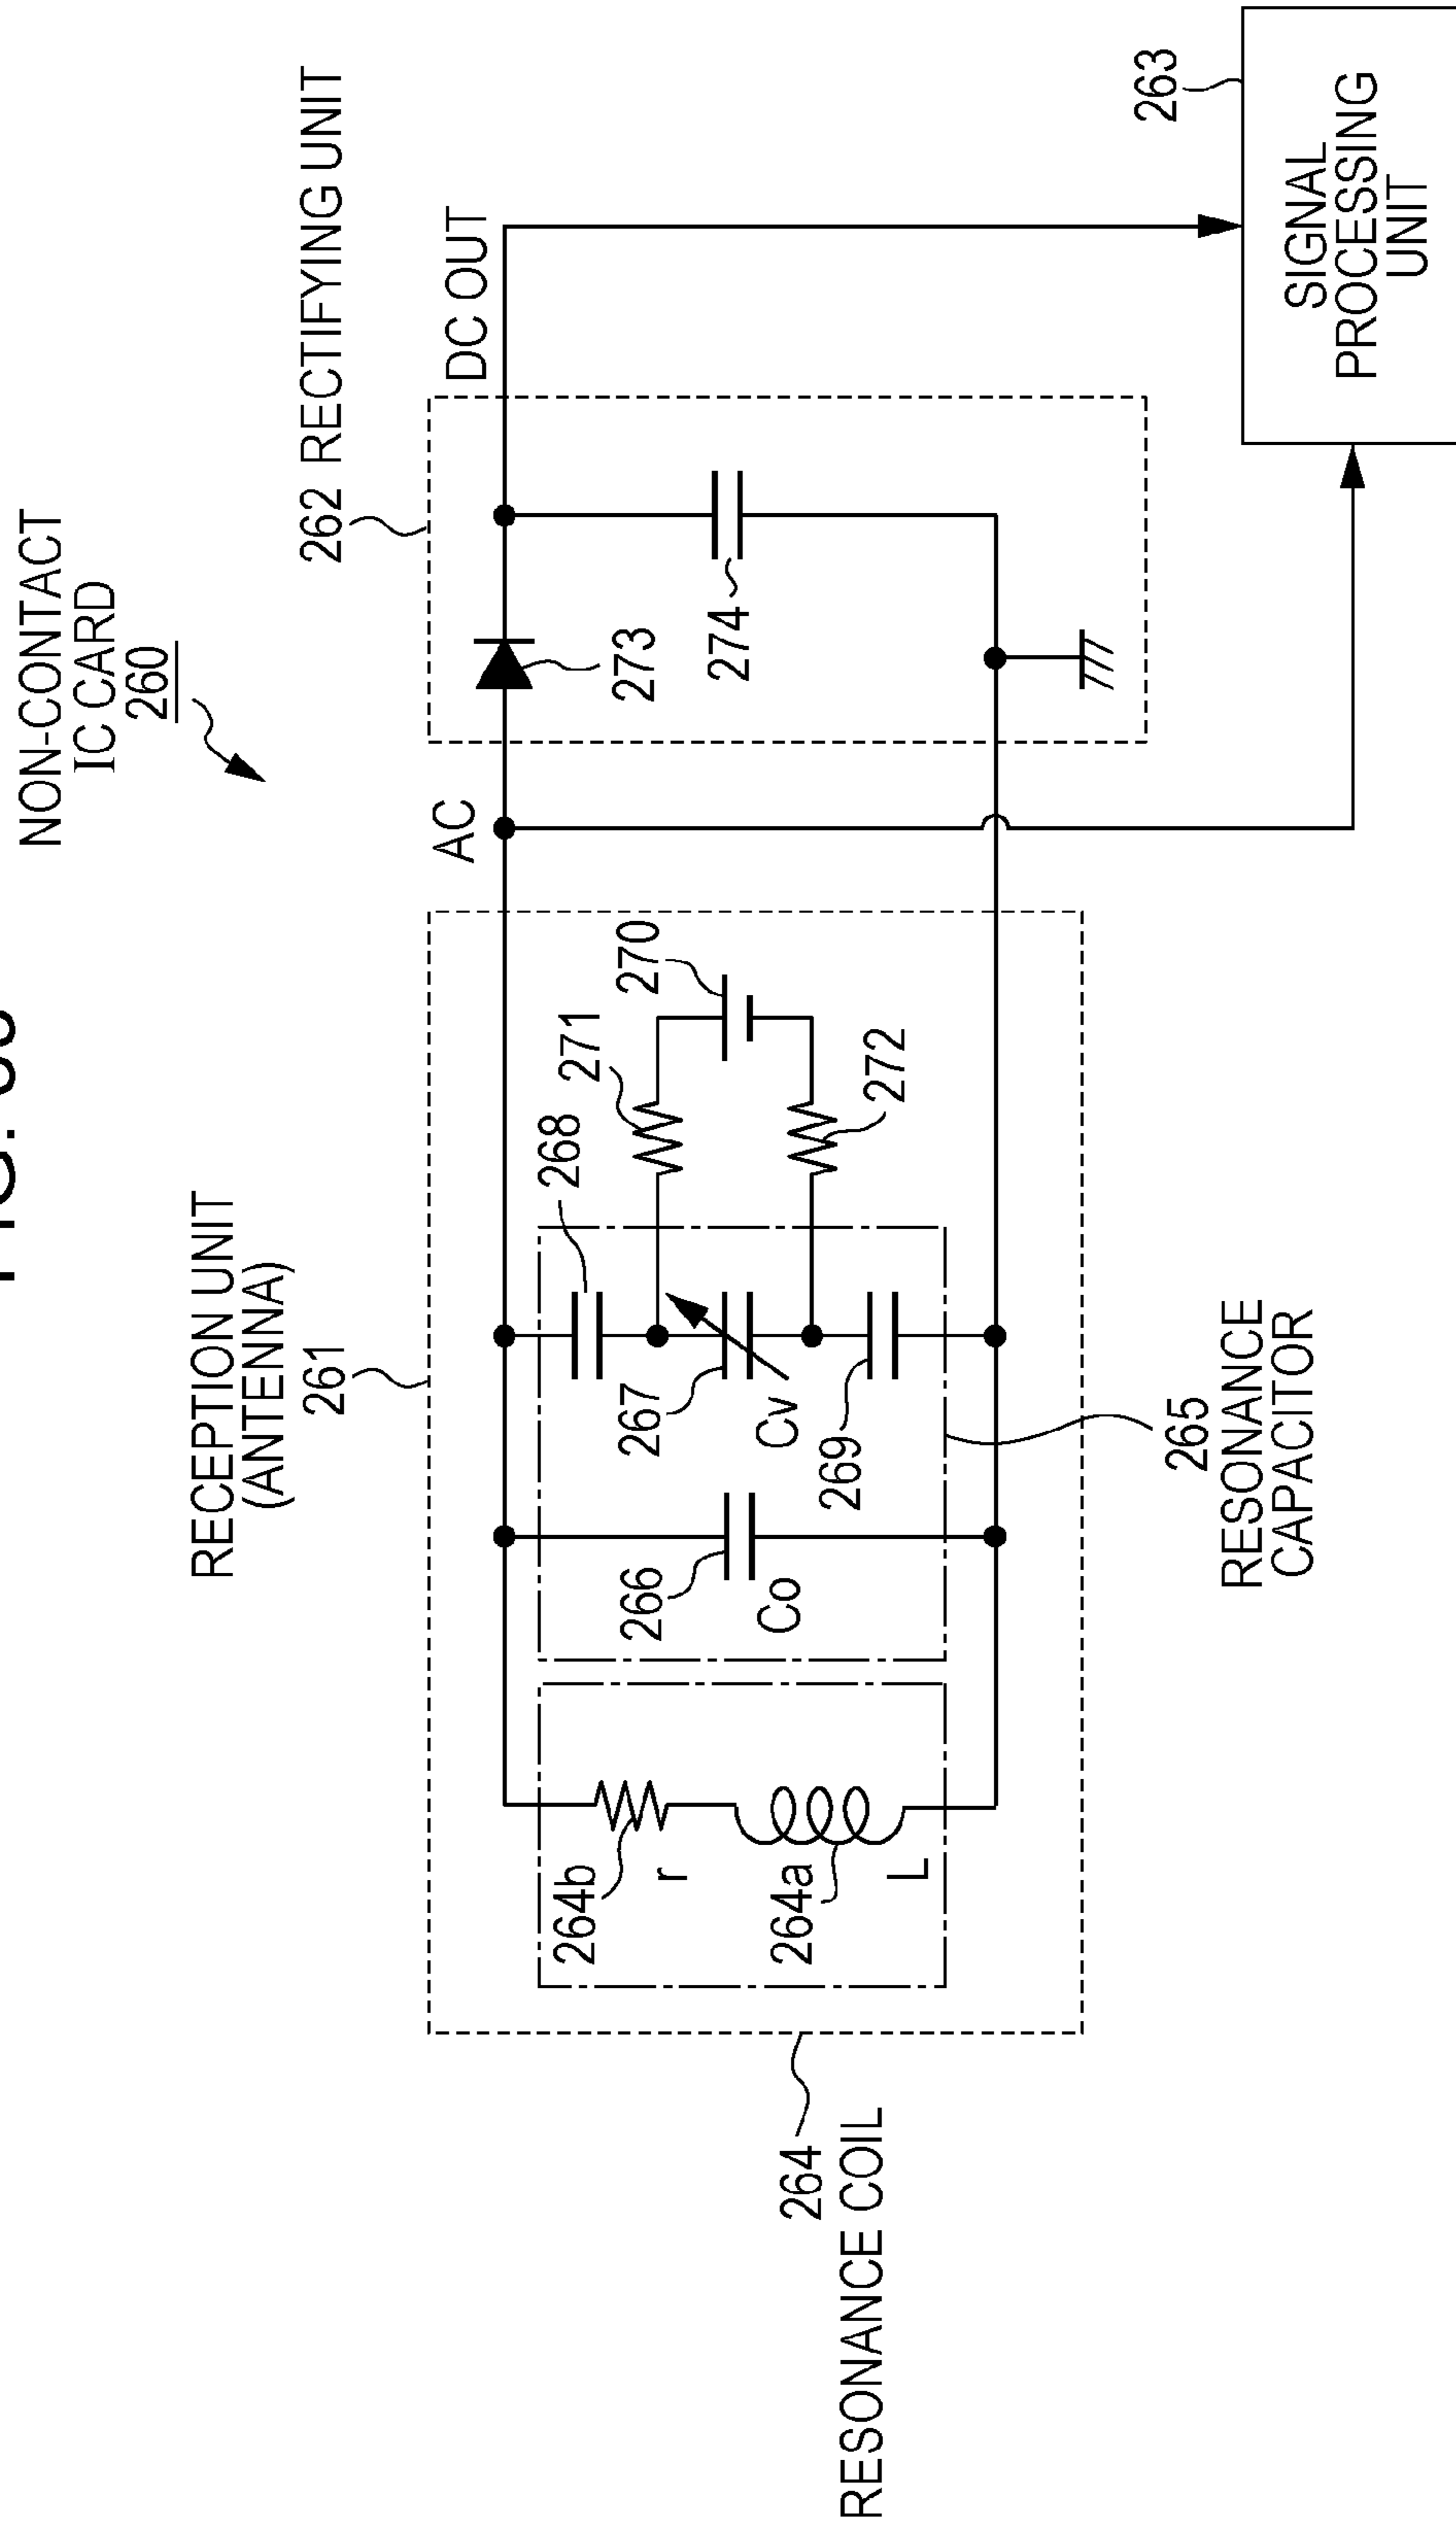 FIG.
NON-CONTACT
IC CARD
260
RECEPTION UNIT
(ANTENNA)
261
262 RECTIFYING UNIT
AC
DC OUT
264b
r
264a
L
266
Co
267
Cv
268
269
271
270
272
273
274
264
RESONANCE COIL
265
RESONANCE
CAPACITOR
263
SIGNAL
PROCESSING
UNIT